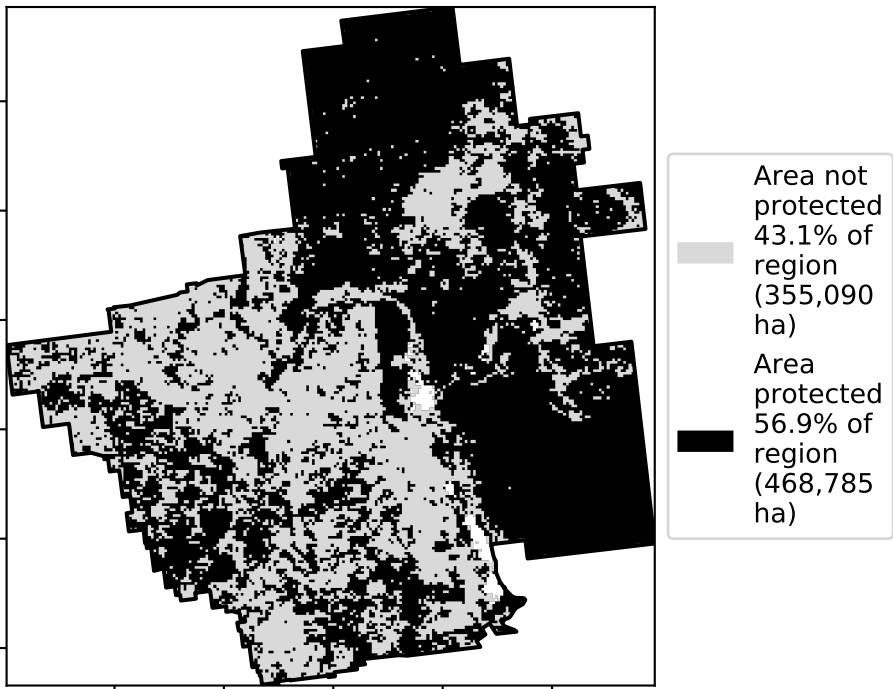 Area not
protected
43.1% of
region
(355,090
ha)
Area
protected
56.9% of
region
(468,785
ha)